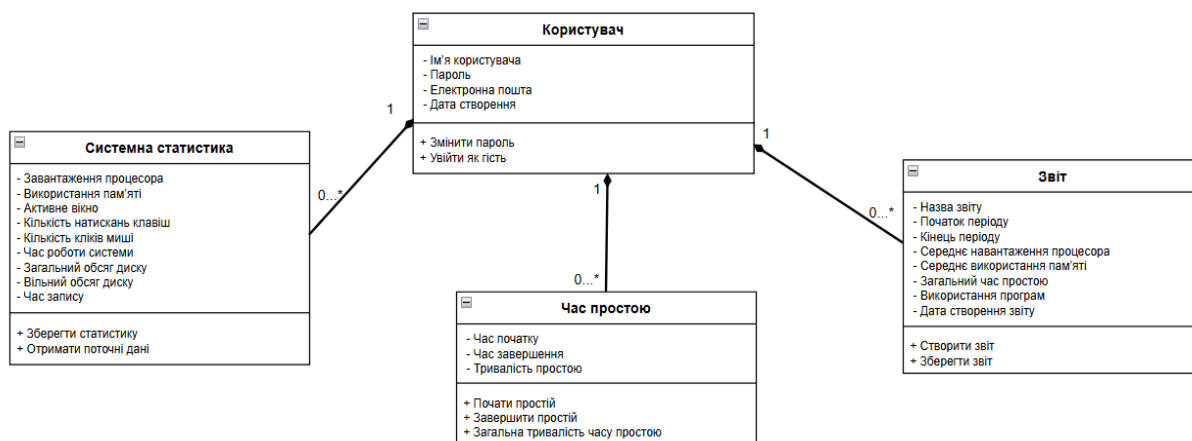 Користувач
- Ім'я користувача
- Пароль
- Електронна пошта
- Дата створення
+ Змінити пароль
+ Увійти як гість
1
0...*
1
0...*
1
0...*
Системна статистика
- Завантаження процесора
- Використання пам'яті
- Активне вікно
- Кількість натискань клавіш
- Кількість кліків миші
- Час роботи системи
- Загальний обсяг диску
- Вільний обсяг диску
- Час запису
+ Зберегти статистику
+ Отримати поточні дані
Час простою
- Час початку
- Час завершення
- Тривалість простою
+ Почати простій
+ Завершити простій
+ Загальна тривалість часу простою
Звіт
- Назва звіту
- Початок періоду
- Кінець періоду
- Середнє навантаження процесора
- Середнє використання пам'яті
- Загальний час простою
- Використання програм
- Дата створення звіту
+ Створити звіт
+ Зберегти звіт